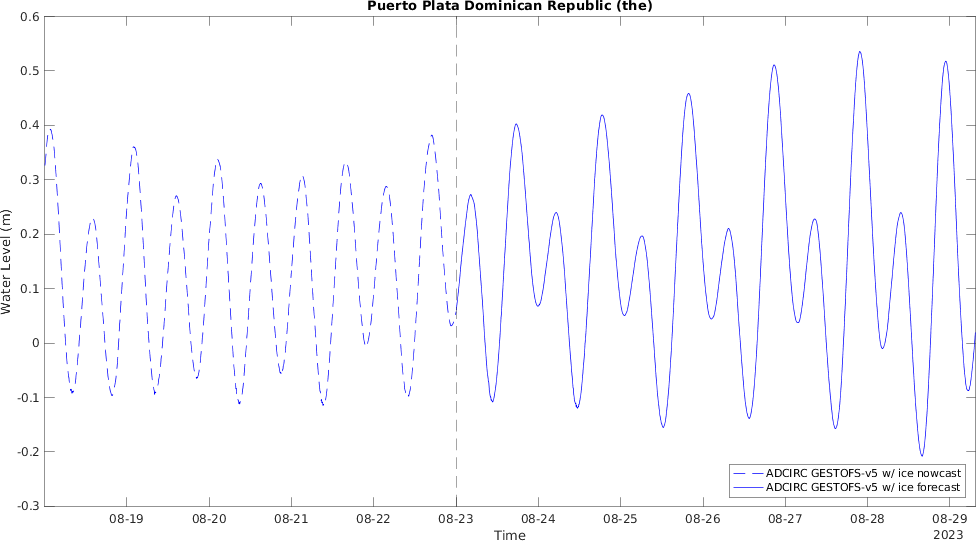 Puerto Plata Dominican Republic (the)
0.6
0.5
0.4
0.3
0.2
0.1
0
-0.1
-0.2
-0.3
Water Level (m)
08-19 08-20 08-21 08-22 08-23 08-24 08-25 08-26 08-27 08-28 08-29
2023
Time
ADCIRC GESTOFS-v5 w/ ice nowcast
ADCIRC GESTOFS-v5 w/ ice forecast